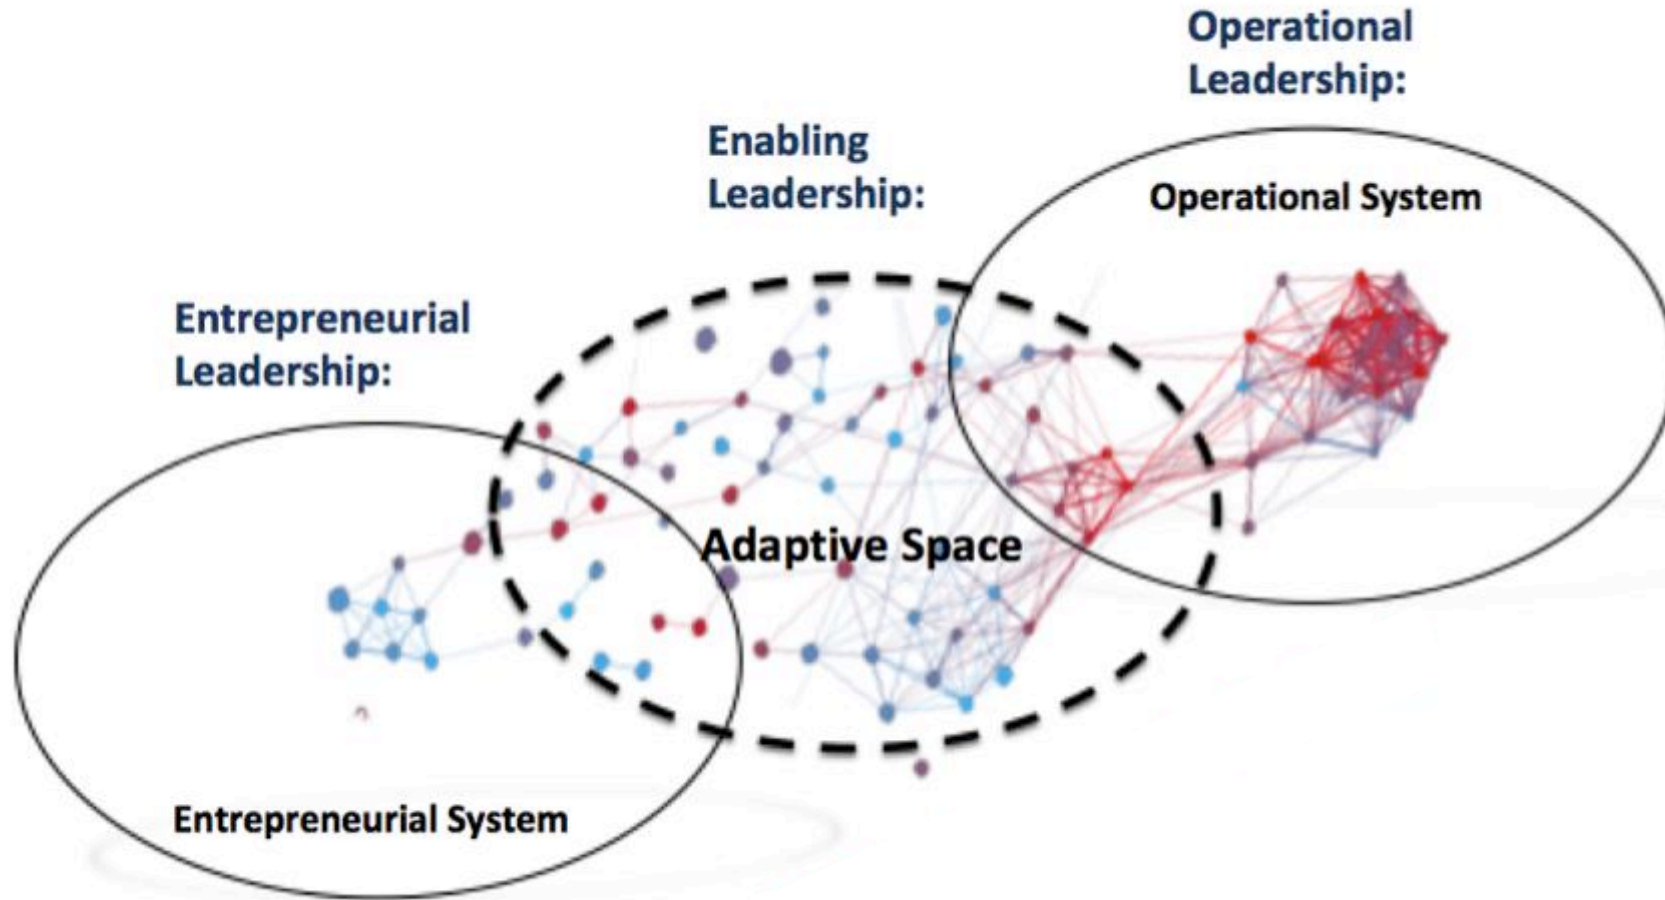 Operational
Leadership:
Enabling
Leadership:
Operational System
Entrepreneurial
Leadership:
Adaptive Space
Entrepreneurial System